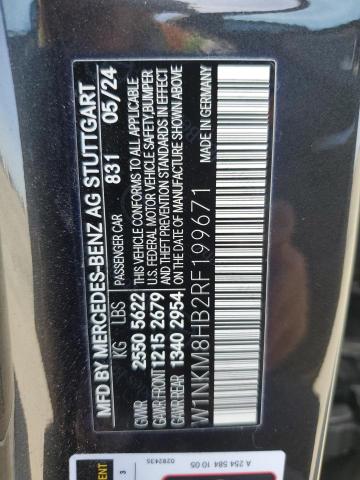 MFD BY MERCEDES-BENZ AG STUTTGART
PASSENGER CAR 831 05/24
KG LBS
GVWR 2550 5622
GAWR FRONT 1215 2679
GAWR REAR 1340 2954
THIS VEHICLE CONFORMS TO ALL APPLICABLE
U.S. FEDERAL MOTOR VEHICLE SAFETY, BUMPER
AND THEFT PREVENTION STANDARDS IN EFFECT
ON THE DATE OF MANUFACTURE SHOWN ABOVE
W1NKM8HB2RF199671
MADE IN GERMANY
0282436
3
A 254 584 10 05